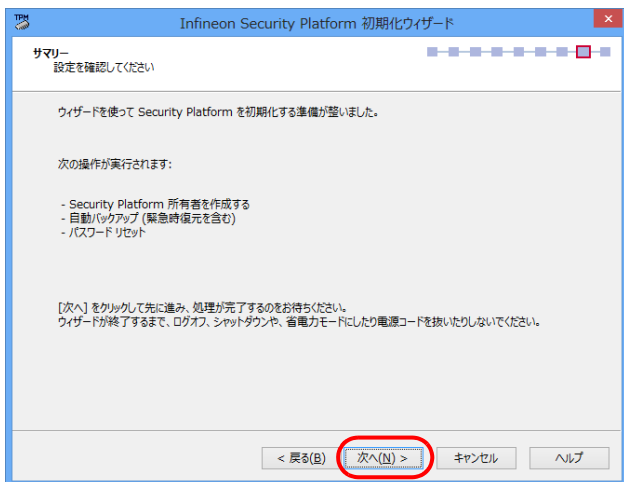 TPM
Infineon Security Platform 初期化ウィザード
サマリー
設定を確認してください
ウィザードを使って Security Platform を初期化する準備が整いました。
次の操作が実行されます:
- Security Platform 所有者を作成する
- 自動バックアップ (緊急時復元を含む)
- パスワード リセット
[次へ] をクリックして先に進み、処理が完了するのをお待ちください。
ウィザードが終了するまで、ログオフ、シャットダウンや、省電力モードにしたり電源コードを抜いたりしないでください。
< 戻る(B) 次へ(N) > キャンセル ヘルプ